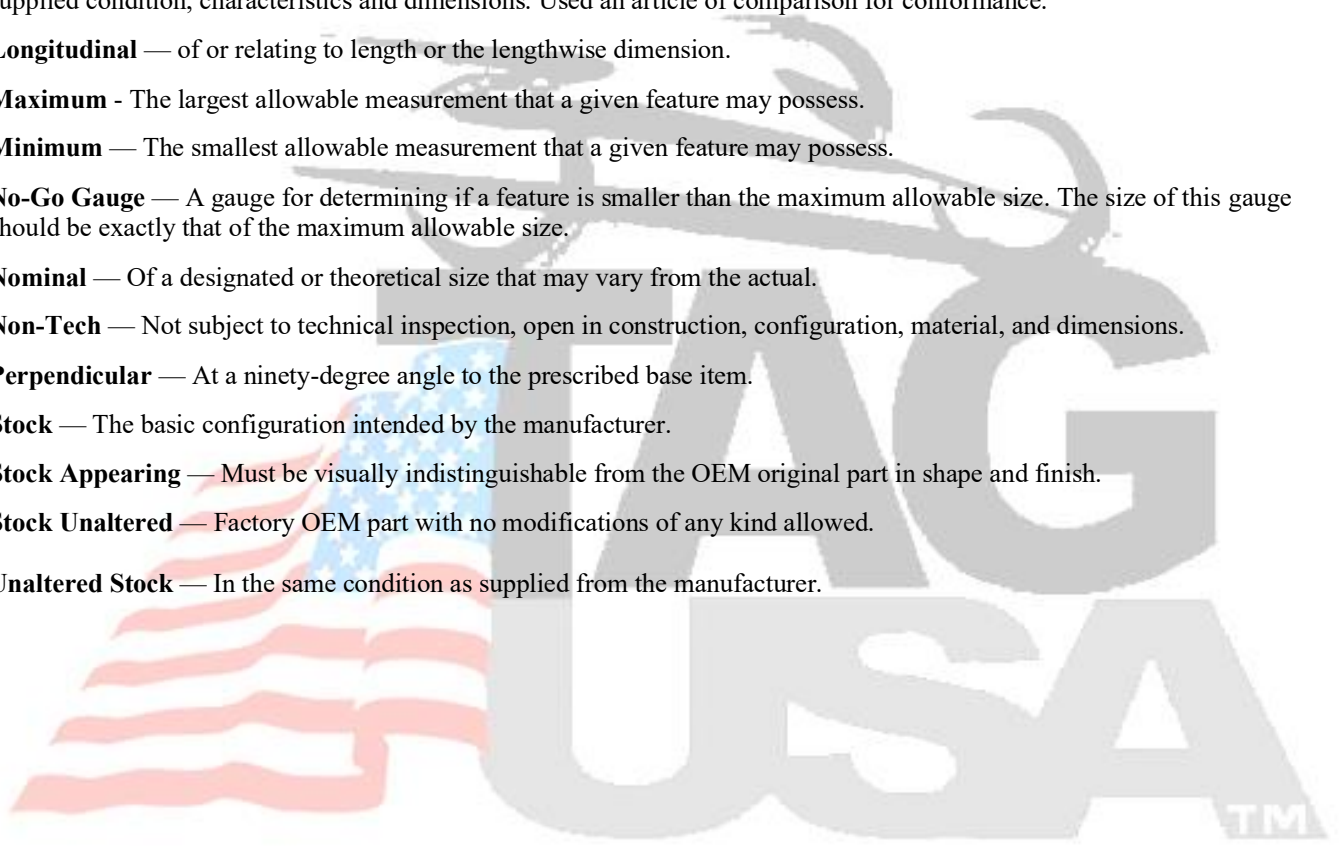 upplied condition, characteristics and dimensions. Used an article of comparison for conformance.
Longitudinal — of or relating to length or the lengthwise dimension.
Maximum - The largest allowable measurement that a given feature may possess.
Minimum — The smallest allowable measurement that a given feature may possess.
No-Go Gauge — A gauge for determining if a feature is smaller than the maximum allowable size. The size of this gauge
hould be exactly that of the maximum allowable size.
Nominal — Of a designated or theoretical size that may vary from the actual.
Non-Tech — Not subject to technical inspection, open in construction, configuration, material, and dimensions.
Perpendicular — At a ninety-degree angle to the prescribed base item.
Stock — The basic configuration intended by the manufacturer.
Stock Appearing — Must be visually indistinguishable from the OEM original part in shape and finish.
Stock Unaltered — Factory OEM part with no modifications of any kind allowed.
Unaltered Stock — In the same condition as supplied from the manufacturer.
TAG
USA
TM